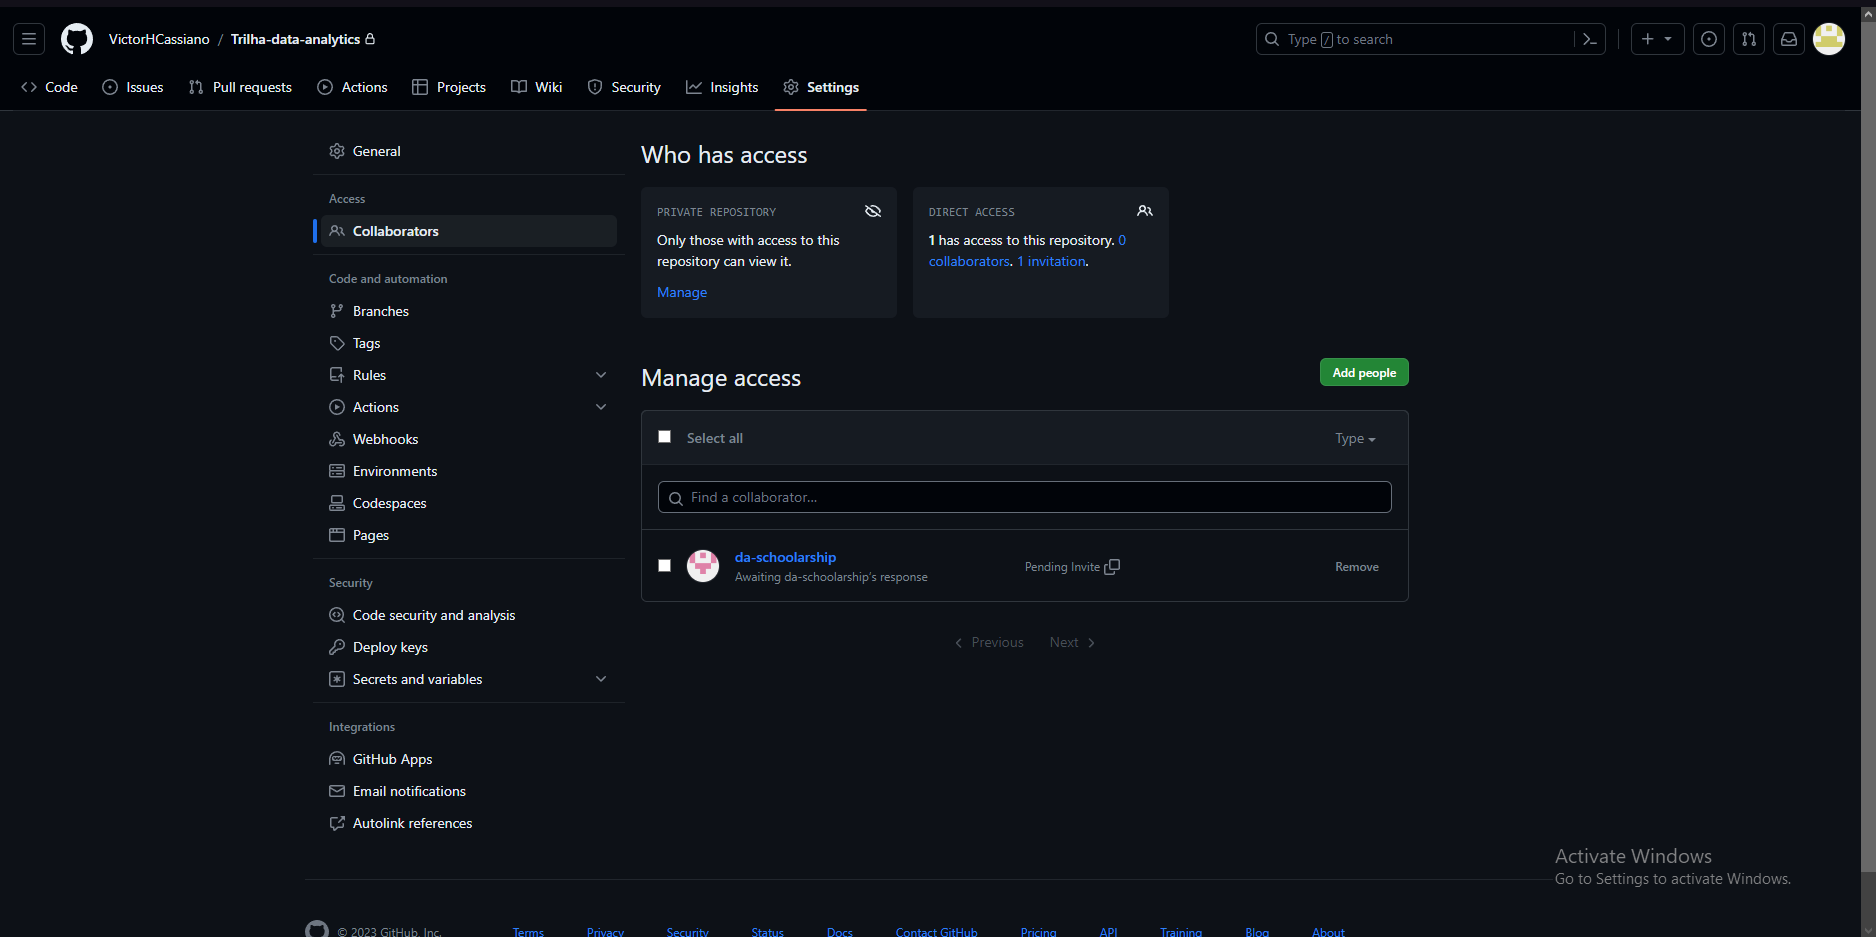 VictorHCassiano / Trilha-data-analytics
Type / to search
Code Issues Pull requests Actions Projects Wiki Security Insights Settings
General
Access
Collaborators
Code and automation
Branches
Tags
Rules
Actions
Webhooks
Environments
Codespaces
Pages
Security
Code security and analysis
Deploy keys
Secrets and variables
Integrations
GitHub Apps
Email notifications
Autolink references
Who has access
PRIVATE REPOSITORY
Only those with access to this
repository can view it.
Manage
DIRECT ACCESS
1 has access to this repository. 0
collaborators. 1 invitation.
Manage access
Add people
Select all
Type
Find a collaborator...
da-schoolarship
Awaiting da-schoolarship's response
Pending Invite
Remove
Previous Next
Activate Windows
Go to Settings to activate Windows.
© 2023 GitHub, Inc. Terms Privacy Security Status Docs Contact GitHub Pricing API Training Blog About